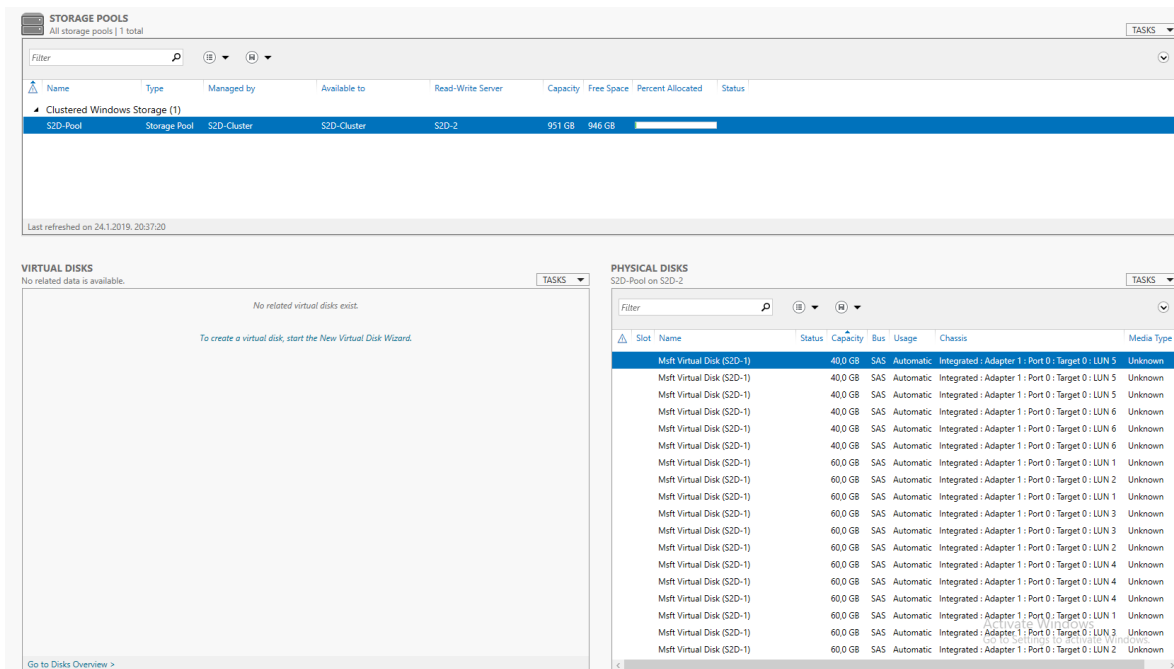 STORAGE POOLS
All storage pools | 1 total
TASKS
Filter
Name Type Managed by Available to Read-Write Server Capacity Free Space Percent Allocated Status
Clustered Windows Storage (1)
S2D-Pool Storage Pool S2D-Cluster S2D-Cluster S2D-2 951 GB 946 GB
Last refreshed on 24.1.2019. 20:37:20
VIRTUAL DISKS
No related data is available.
TASKS
No related virtual disks exist.
To create a virtual disk, start the New Virtual Disk Wizard.
Go to Disks Overview >
PHYSICAL DISKS
S2D-Pool on S2D-2
TASKS
Filter
Slot Name Status Capacity Bus Usage Chassis Media Type
Msft Virtual Disk (S2D-1) 40,0 GB SAS Automatic Integrated : Adapter 1 : Port 0 : Target 0 : LUN 5 Unknown
Msft Virtual Disk (S2D-1) 40,0 GB SAS Automatic Integrated : Adapter 1 : Port 0 : Target 0 : LUN 5 Unknown
Msft Virtual Disk (S2D-1) 40,0 GB SAS Automatic Integrated : Adapter 1 : Port 0 : Target 0 : LUN 5 Unknown
Msft Virtual Disk (S2D-1) 40,0 GB SAS Automatic Integrated : Adapter 1 : Port 0 : Target 0 : LUN 6 Unknown
Msft Virtual Disk (S2D-1) 40,0 GB SAS Automatic Integrated : Adapter 1 : Port 0 : Target 0 : LUN 6 Unknown
Msft Virtual Disk (S2D-1) 40,0 GB SAS Automatic Integrated : Adapter 1 : Port 0 : Target 0 : LUN 6 Unknown
Msft Virtual Disk (S2D-1) 60,0 GB SAS Automatic Integrated : Adapter 1 : Port 0 : Target 0 : LUN 1 Unknown
Msft Virtual Disk (S2D-1) 60,0 GB SAS Automatic Integrated : Adapter 1 : Port 0 : Target 0 : LUN 2 Unknown
Msft Virtual Disk (S2D-1) 60,0 GB SAS Automatic Integrated : Adapter 1 : Port 0 : Target 0 : LUN 1 Unknown
Msft Virtual Disk (S2D-1) 60,0 GB SAS Automatic Integrated : Adapter 1 : Port 0 : Target 0 : LUN 3 Unknown
Msft Virtual Disk (S2D-1) 60,0 GB SAS Automatic Integrated : Adapter 1 : Port 0 : Target 0 : LUN 3 Unknown
Msft Virtual Disk (S2D-1) 60,0 GB SAS Automatic Integrated : Adapter 1 : Port 0 : Target 0 : LUN 2 Unknown
Msft Virtual Disk (S2D-1) 60,0 GB SAS Automatic Integrated : Adapter 1 : Port 0 : Target 0 : LUN 4 Unknown
Msft Virtual Disk (S2D-1) 60,0 GB SAS Automatic Integrated : Adapter 1 : Port 0 : Target 0 : LUN 4 Unknown
Msft Virtual Disk (S2D-1) 60,0 GB SAS Automatic Integrated : Adapter 1 : Port 0 : Target 0 : LUN 4 Unknown
Msft Virtual Disk (S2D-1) 60,0 GB SAS Automatic Integrated : Adapter 1 : Port 0 : Target 0 : LUN 1 Unknown
Msft Virtual Disk (S2D-1) 60,0 GB SAS Automatic Integrated : Adapter 1 : Port 0 : Target 0 : LUN 3 Unknown
Msft Virtual Disk (S2D-1) 60,0 GB SAS Automatic Integrated : Adapter 1 : Port 0 : Target 0 : LUN 2 Unknown
Activate Windows
Go to Settings to activate Windows.